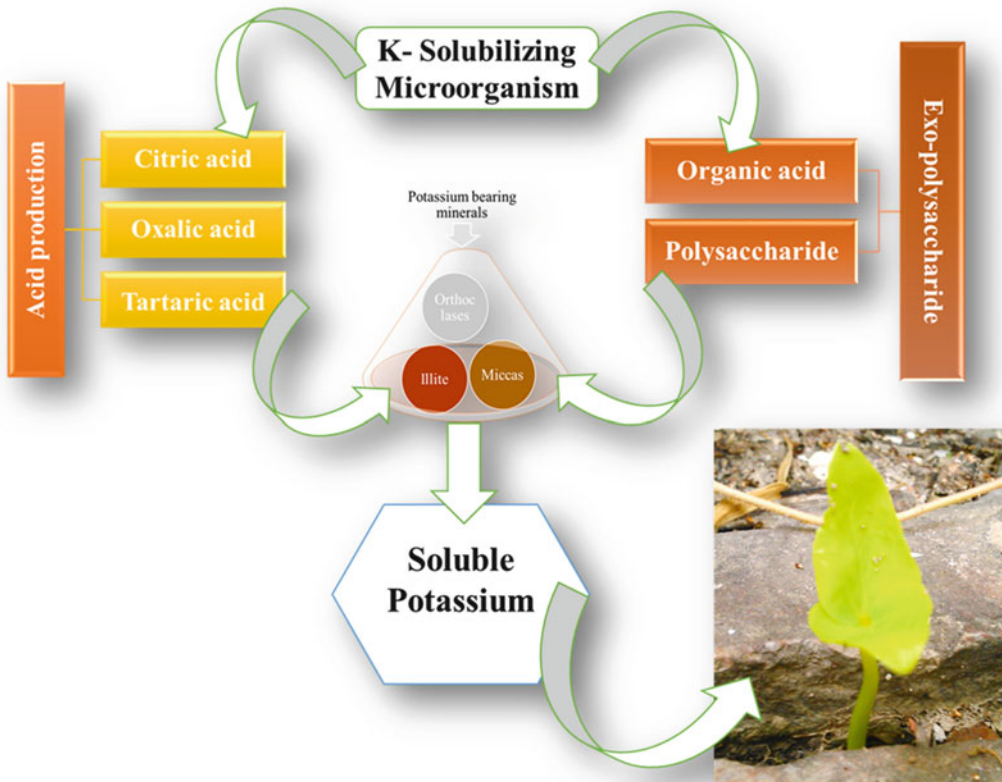 K- Solubilizing
Microorganism
Acid production
Citric acid
Oxalic acid
Tartaric acid
Potassium bearing
minerals
Orthoc
lases
Illite
Miccas
Organic acid
Polysaccharide
Exo-polysaccharide
Soluble
Potassium